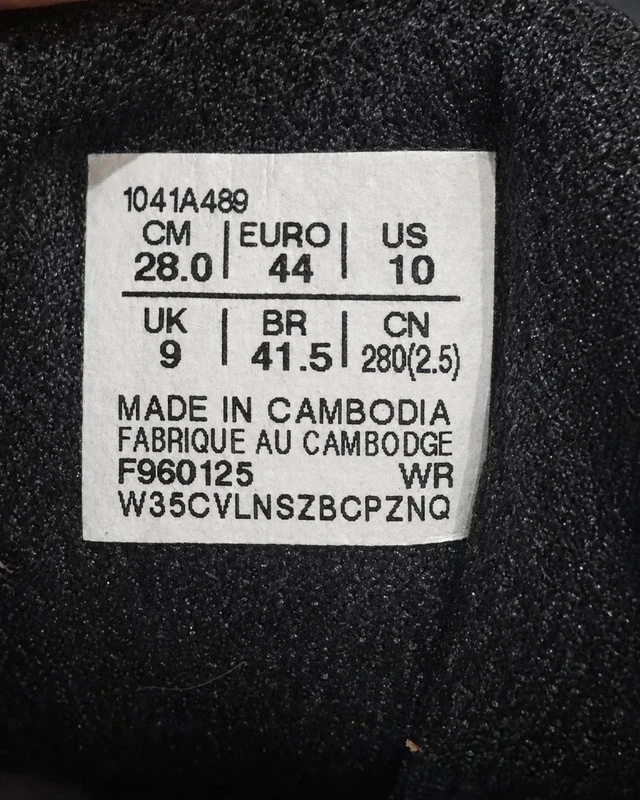 1041A489
CM | EURO | US
28.0 | 44 | 10
UK | BR | CN
9 | 41.5 | 280(2.5)
MADE IN CAMBODIA
FABRIQUE AU CAMBODGE
F960125 WR
W35CVLNSZBCPZNQ